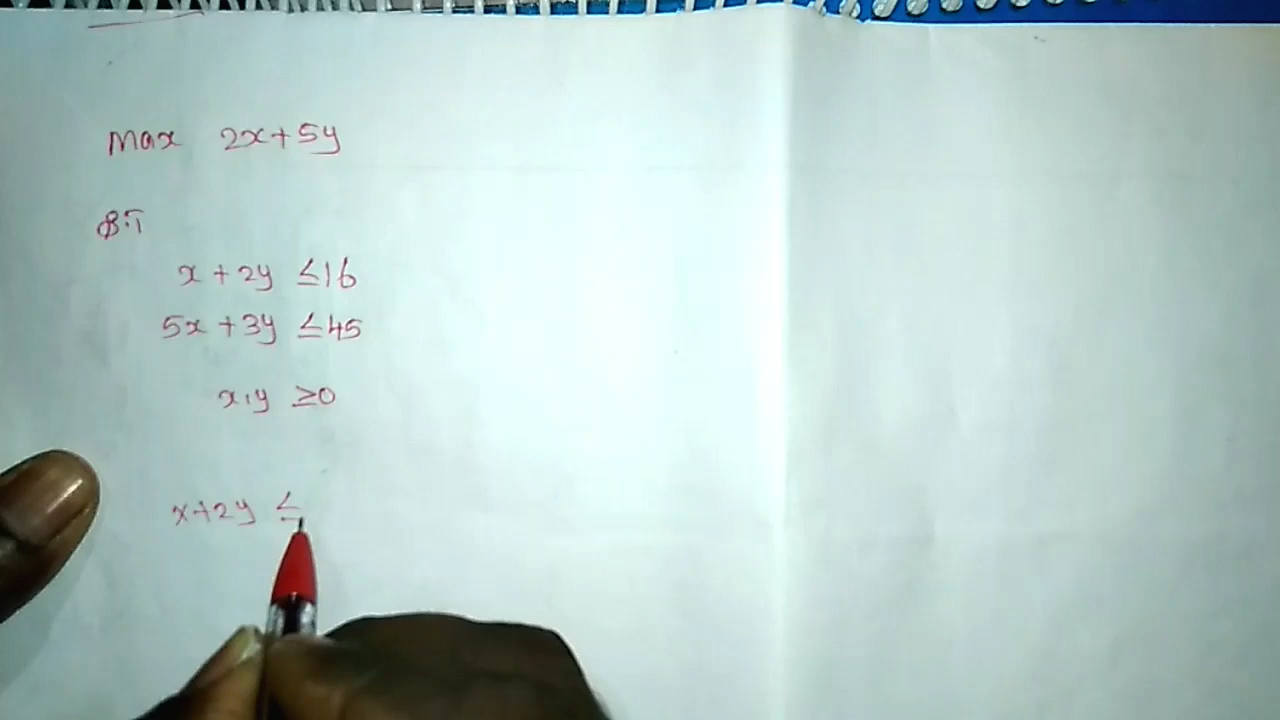 Max 2x+5y
S.T
x + 2y ≤16
5x + 3y ≤45
x,y ≥0
x+2y ≤